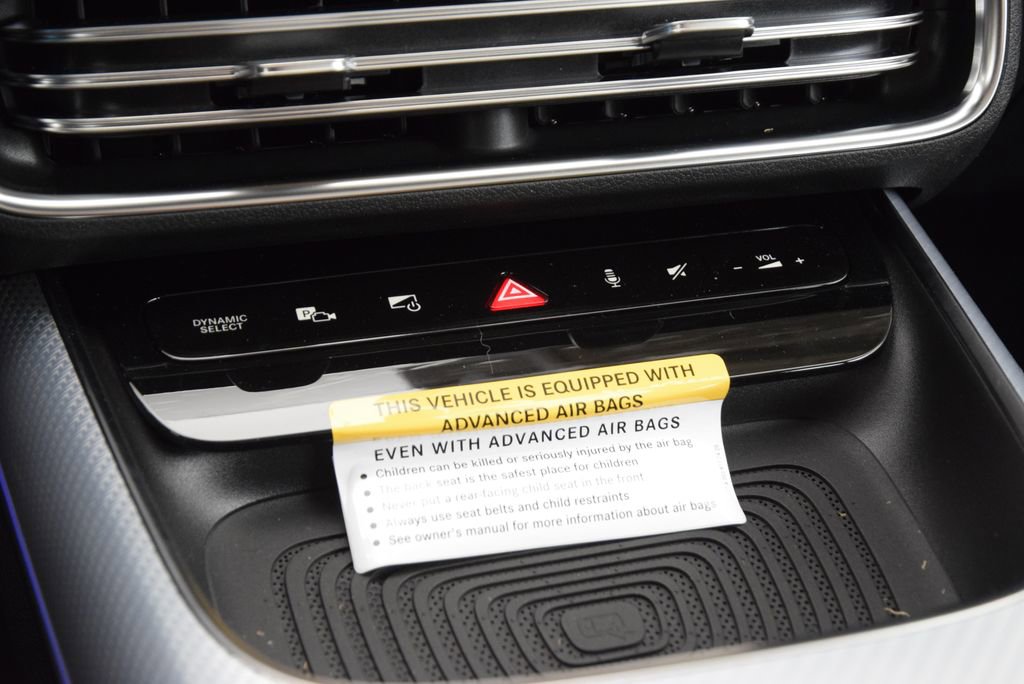 DYNAMIC
SELECT
P
VOL
- +
THIS VEHICLE IS EQUIPPED WITH
ADVANCED AIR BAGS
EVEN WITH ADVANCED AIR BAGS
• Children can be killed or seriously injured by the air bag
• The back seat is the safest place for children
• Never put a rear-facing child seat in the front
• Always use seat belts and child restraints
• See owner's manual for more information about air bags